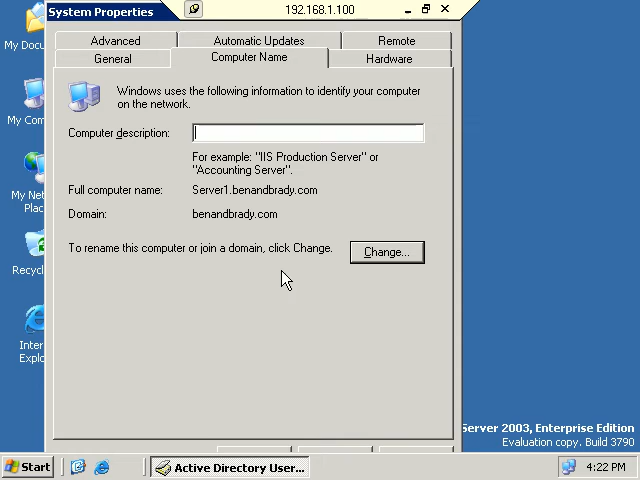 System Properties
192.168.1.100
Advanced
Automatic Updates
Remote
General
Computer Name
Hardware
Windows uses the following information to identify your computer
on the network.
Computer description:
For example: "IIS Production Server" or
"Accounting Server".
Full computer name: Server1.benandbrady.com
Domain: benandbrady.com
To rename this computer or join a domain, click Change.
Change...
My Docu
My Com
My Net
Plac
Recycl
Inter
Explo
Server 2003, Enterprise Edition
Evaluation copy. Build 3790
Start
Active Directory User...
4:22 PM